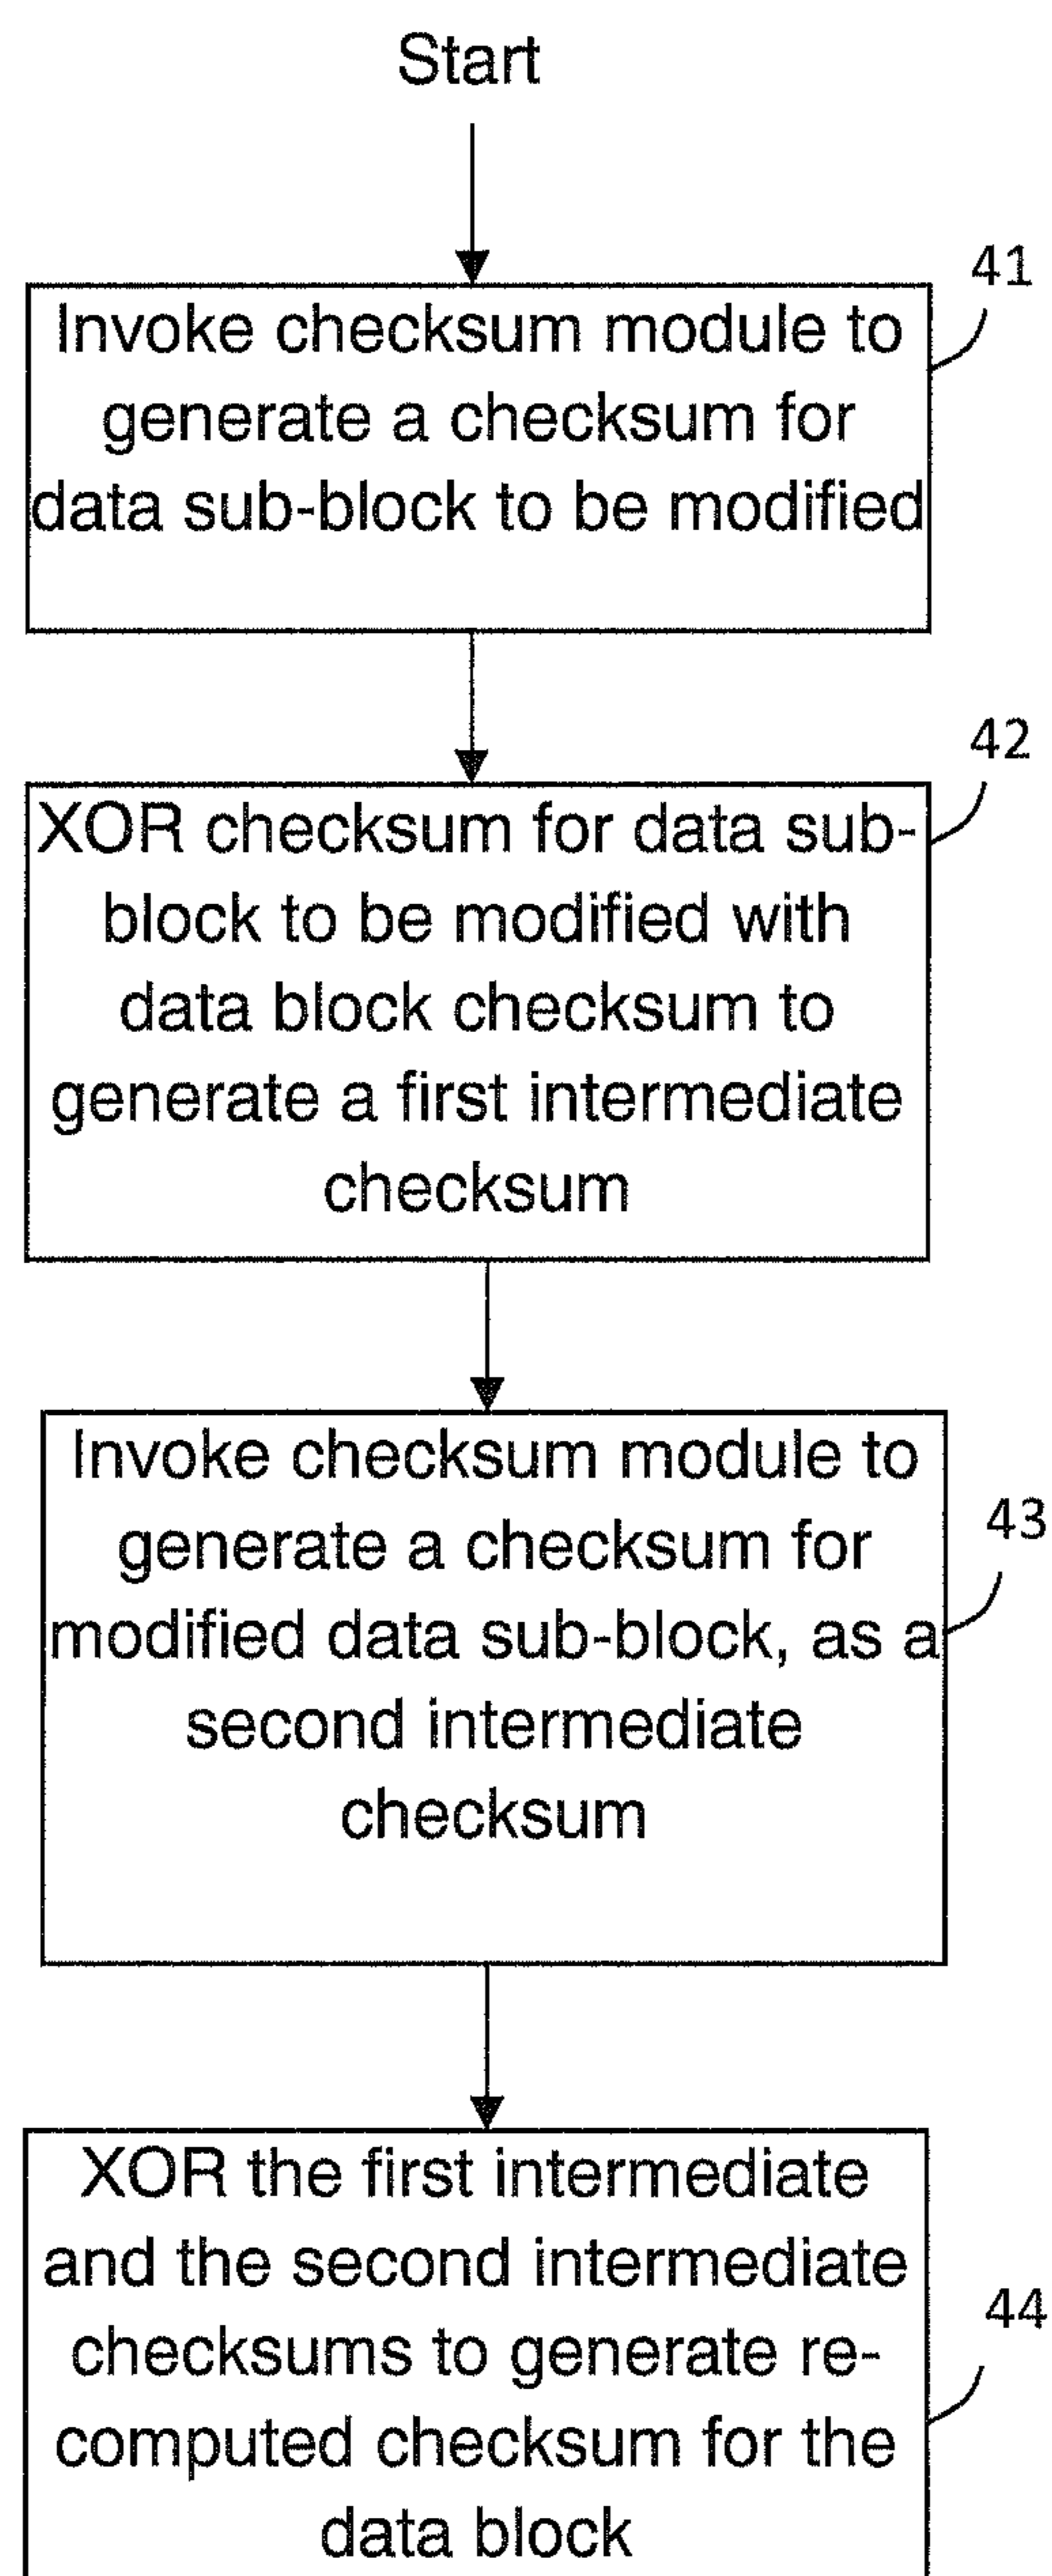 Start
41
Invoke checksum module to
generate a checksum for
data sub-block to be modified
42
XOR checksum for data sub-
block to be modified with
data block checksum to
generate a first intermediate
checksum
Invoke checksum module to
generate a checksum for
43
modified data sub-block, as a
second intermediate
checksum
XOR the first intermediate
and the second intermediate
44
checksums to generate re-
computed checksum for the
data block